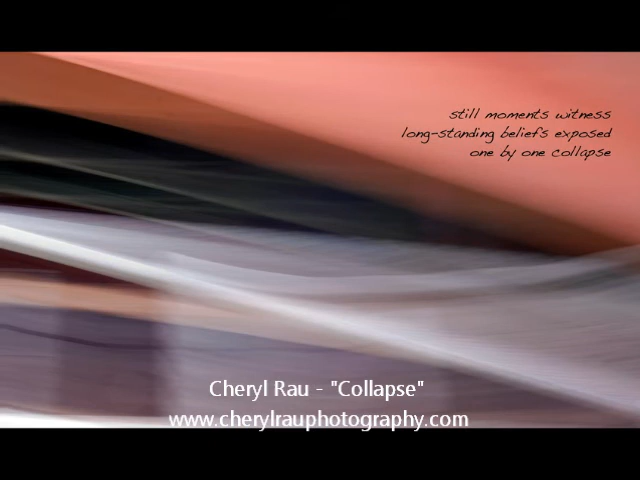 still moments witness
long-standing beliefs exposed
one by one collapse
Cheryl Rau - "Collapse"
www.cherylrauphotography.com